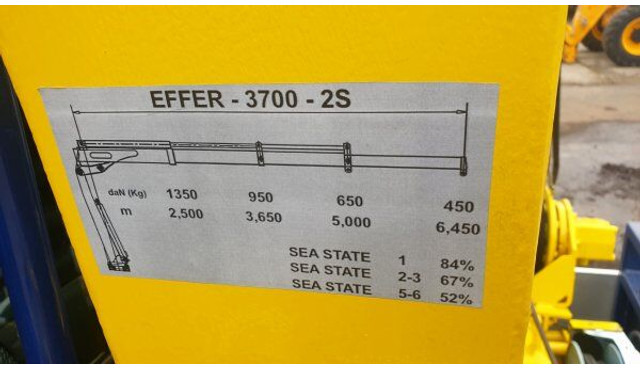 EFFER - 3700 - 2S
daN (Kg) 1350 950 650 450
m 2,500 3,650 5,000 6,450
SEA STATE 1 84%
SEA STATE 2-3 67%
SEA STATE 5-6 52%